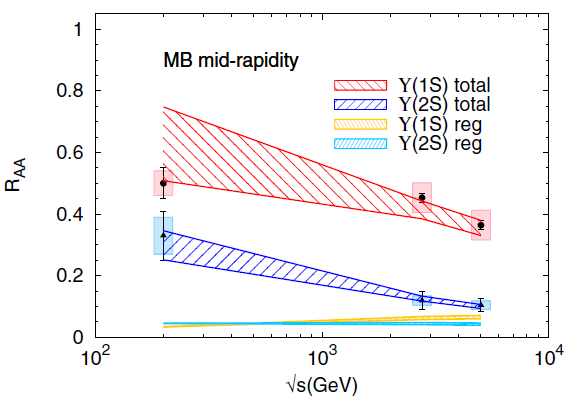 1
MB mid-rapidity
0.8
ϒ(1S) total
ϒ(2S) total
ϒ(1S) reg
ϒ(2S) reg
0.6
R_AA
0.4
0.2
0
10^2
10^3
10^4
√s(GeV)